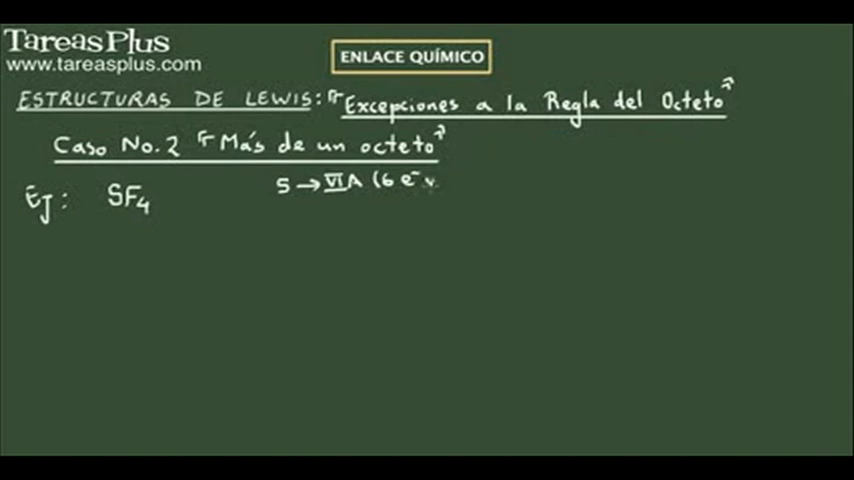 TareasPlus
www.tareasplus.com
ENLACE QUÍMICO
ESTRUCTURAS DE LEWIS: "Excepciones a la Regla del Octeto"
Caso No. 2 "Más de un octeto"
Ej: SF₄
S → VI A (6 e⁻ v